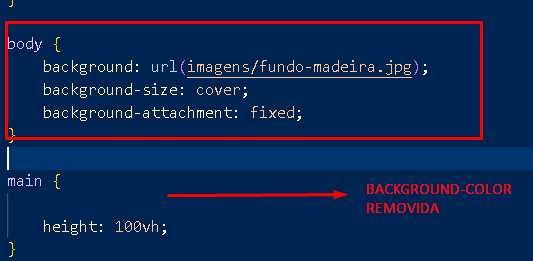 }
body {
background: url(imagens/fundo-madeira.jpg);
background-size: cover;
background-attachment: fixed;
}
main {
BACKGROUND-COLOR
REMOVIDA
height: 100vh;
}